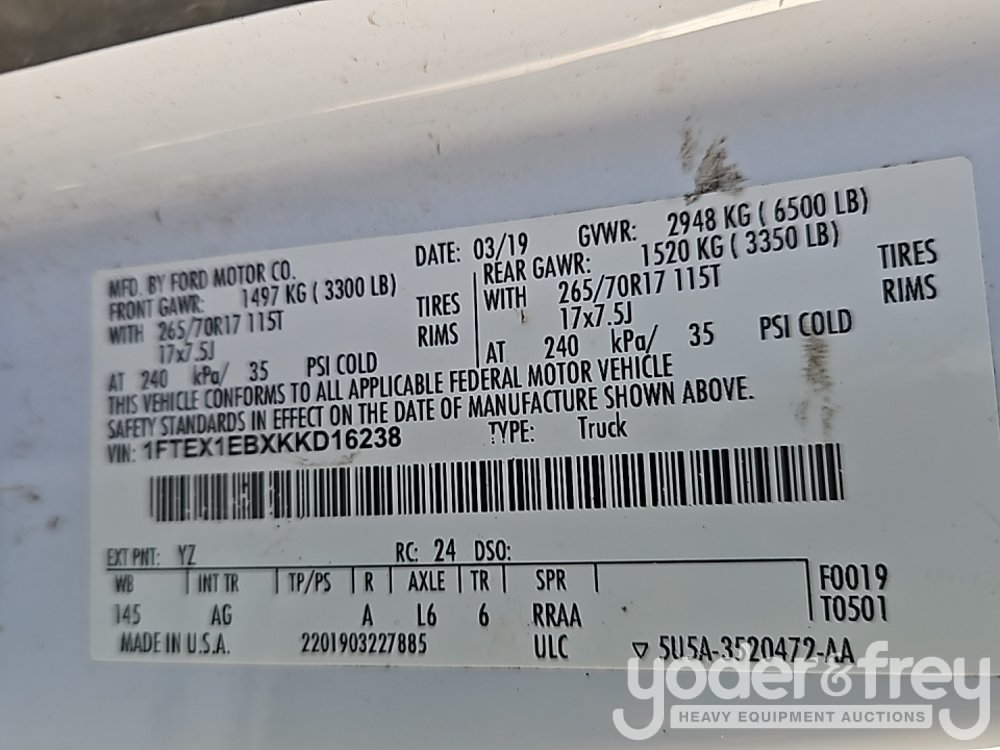 MFD. BY FORD MOTOR CO. DATE: 03/19 GVWR: 2948 KG ( 6500 LB)
FRONT GAWR: 1497 KG ( 3300 LB) REAR GAWR: 1520 KG ( 3350 LB)
WITH 265/70R17 115T TIRES WITH 265/70R17 115T TIRES
17x7.5J RIMS 17x7.5J RIMS
AT 240 kPa/ 35 PSI COLD AT 240 kPa/ 35 PSI COLD
THIS VEHICLE CONFORMS TO ALL APPLICABLE FEDERAL MOTOR VEHICLE
SAFETY STANDARDS IN EFFECT ON THE DATE OF MANUFACTURE SHOWN ABOVE.
VIN: 1FTEX1EBXKKD16238 TYPE: Truck
EXT PNT: YZ RC: 24 DSO:
WB INT TR TP/PS R AXLE TR SPR F0019
145 AG A L6 6 RRAA T0501
MADE IN U.S.A. 2201903227885 ULC ▽ 5U5A-3520472-AA
yoder & frey
HEAVY EQUIPMENT AUCTIONS